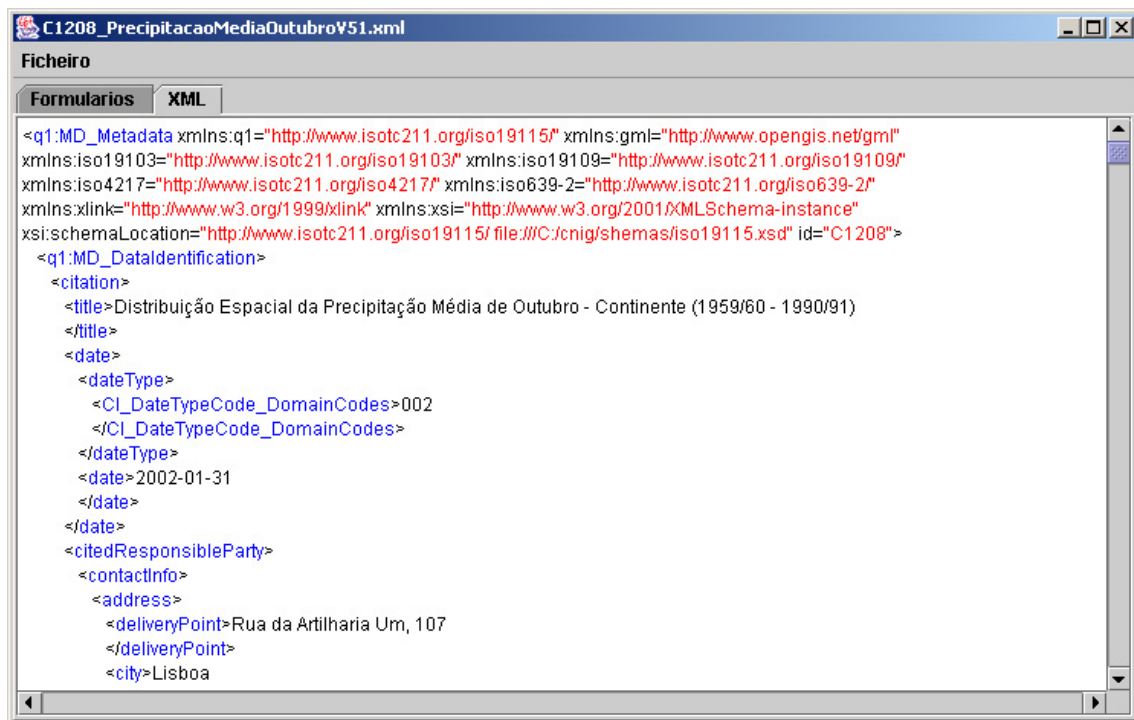 C1208_PrecipitacaoMediaOutubroV51.xml
Ficheiro
Formularios XML
<q1:MD_Metadata xmlns:q1="http://www.isotc211.org/iso19115/" xmlns:gml="http://www.opengis.net/gml"
xmlns:iso19103="http://www.isotc211.org/iso19103/" xmlns:iso19109="http://www.isotc211.org/iso19109/"
xmlns:iso4217="http://www.isotc211.org/iso4217/" xmlns:iso639-2="http://www.isotc211.org/iso639-2/"
xmlns:xlink="http://www.w3.org/1999/xlink" xmlns:xsi="http://www.w3.org/2001/XMLSchema-instance"
xsi:schemaLocation="http://www.isotc211.org/iso19115/ file:///C:/cnig/shemas/iso19115.xsd" id="C1208">
<q1:MD_DataIdentification>
<citation>
<title>Distribuição Espacial da Precipitação Média de Outubro - Continente (1959/60 - 1990/91)
</title>
<date>
<dateType>
<CI_DateTypeCode_DomainCodes>002
</CI_DateTypeCode_DomainCodes>
</dateType>
<date>2002-01-31
</date>
</date>
<citedResponsibleParty>
<contactInfo>
<address>
<deliveryPoint>Rua da Artilharia Um, 107
</deliveryPoint>
<city>Lisboa